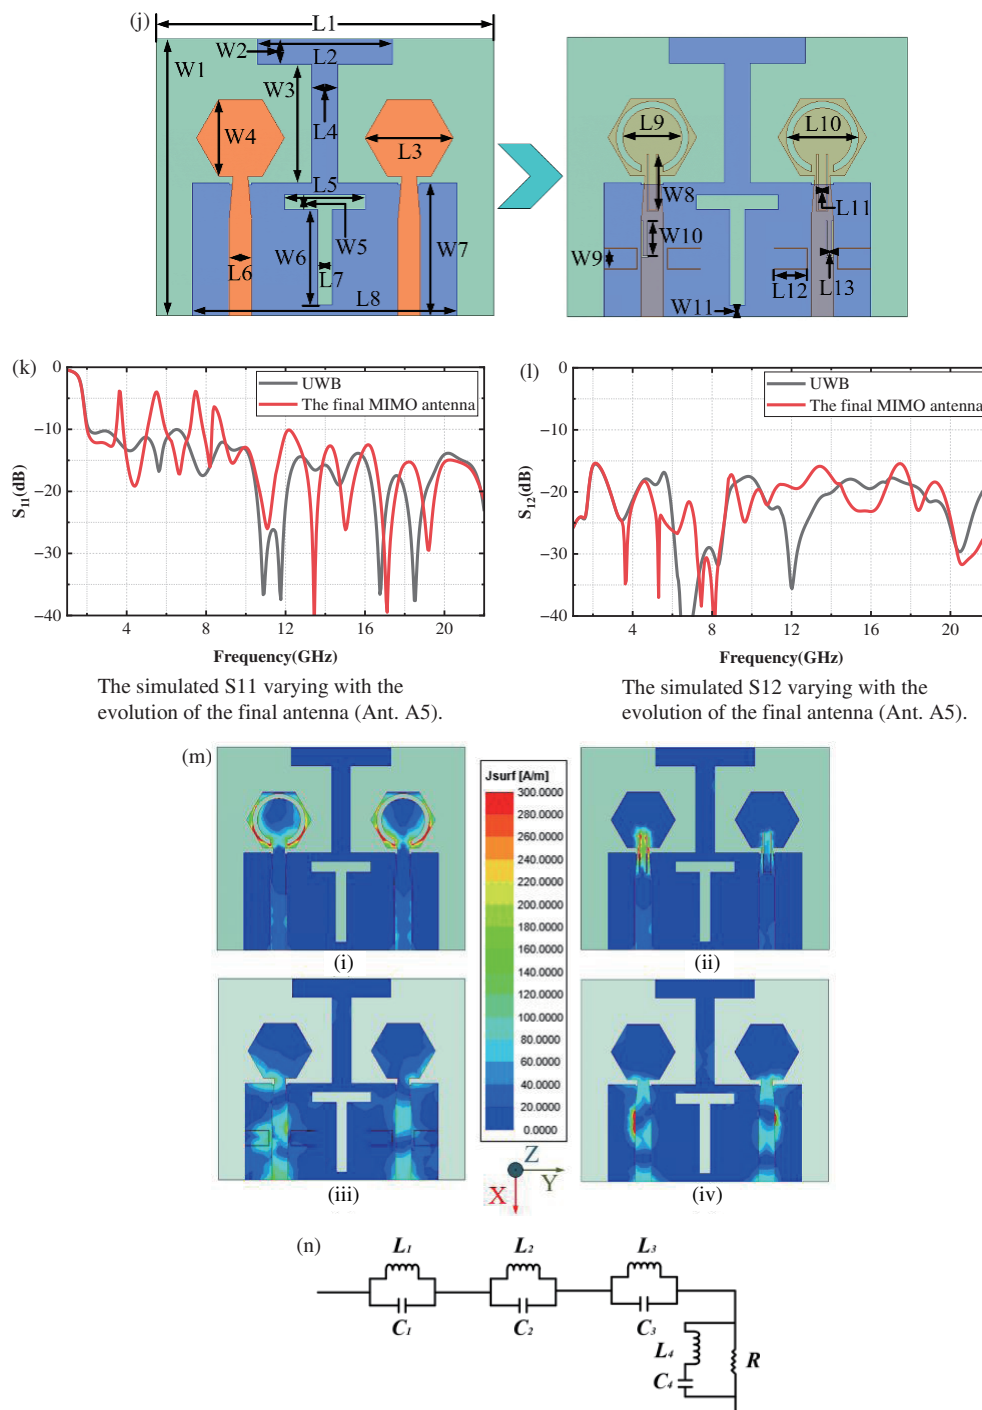 (j)
L1
W2
L2
W1
W3
L4
W4
L3
L5
W5
W6
L7
L6
W7
L8
L9
L10
W8
L11
W10
W9
L12
L13
W11
(k)
0
−10
−20
−30
−40
S11(dB)
UWB
The final MIMO antenna
4
8
12
16
20
Frequency(GHz)
The simulated S11 varying with the
evolution of the final antenna (Ant. A5).
(l)
0
−10
−20
−30
−40
S12(dB)
UWB
The final MIMO antenna
4
8
12
16
20
Frequency(GHz)
The simulated S12 varying with the
evolution of the final antenna (Ant. A5).
(m)
Jsurf [A/m]
300.0000
280.0000
260.0000
240.0000
220.0000
200.0000
180.0000
160.0000
140.0000
120.0000
100.0000
80.0000
60.0000
40.0000
20.0000
0.0000
(i)
(ii)
(iii)
(iv)
Z
Y
X
(n)
L1
L2
L3
C1
C2
C3
L4
C4
R